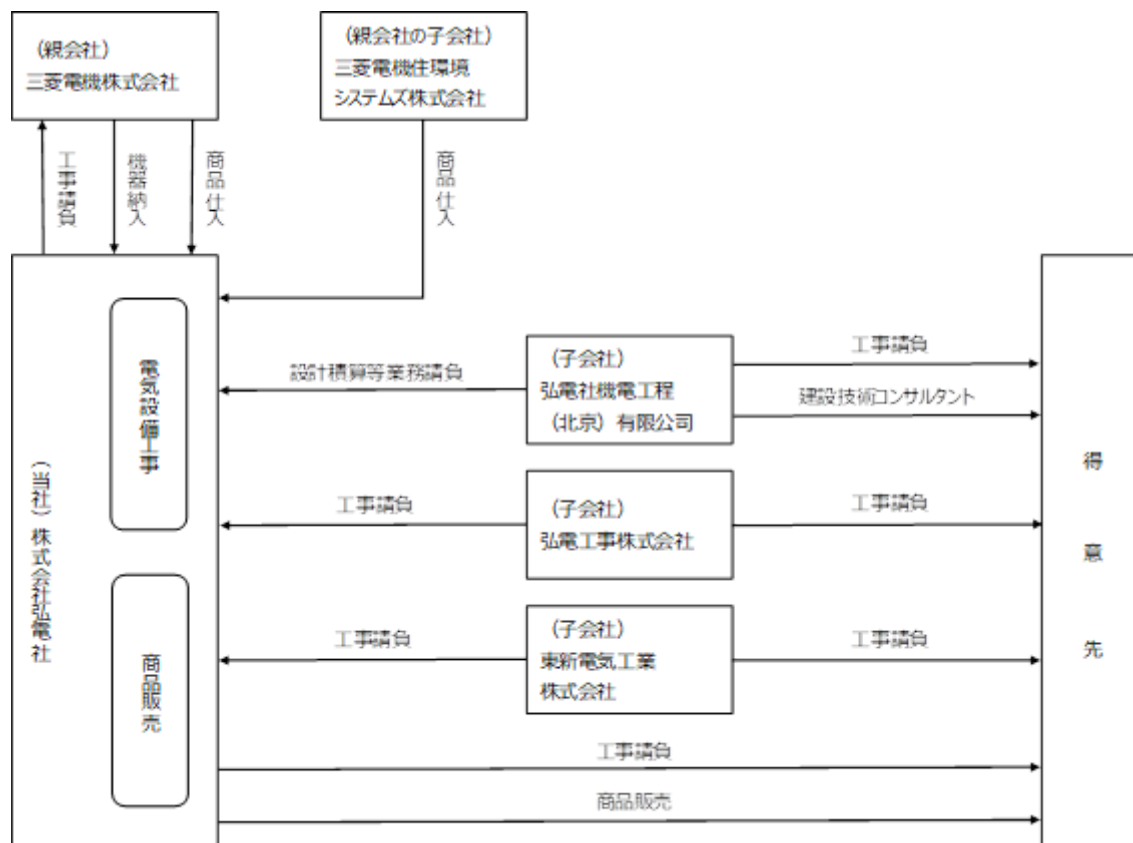 （親会社）
三菱電機株式会社
（親会社の子会社）
三菱電機住環境
システムズ株式会社
工事請負
機器納入
商品仕入
商品仕入
（当社）株式会社弘電社
電気設備工事
商品販売
設計積算等業務請負
（子会社）
弘電社機電工程
（北京）有限公司
工事請負
建設技術コンサルタント
工事請負
（子会社）
弘電工事株式会社
工事請負
工事請負
（子会社）
東新電気工業
株式会社
工事請負
工事請負
商品販売
得意先